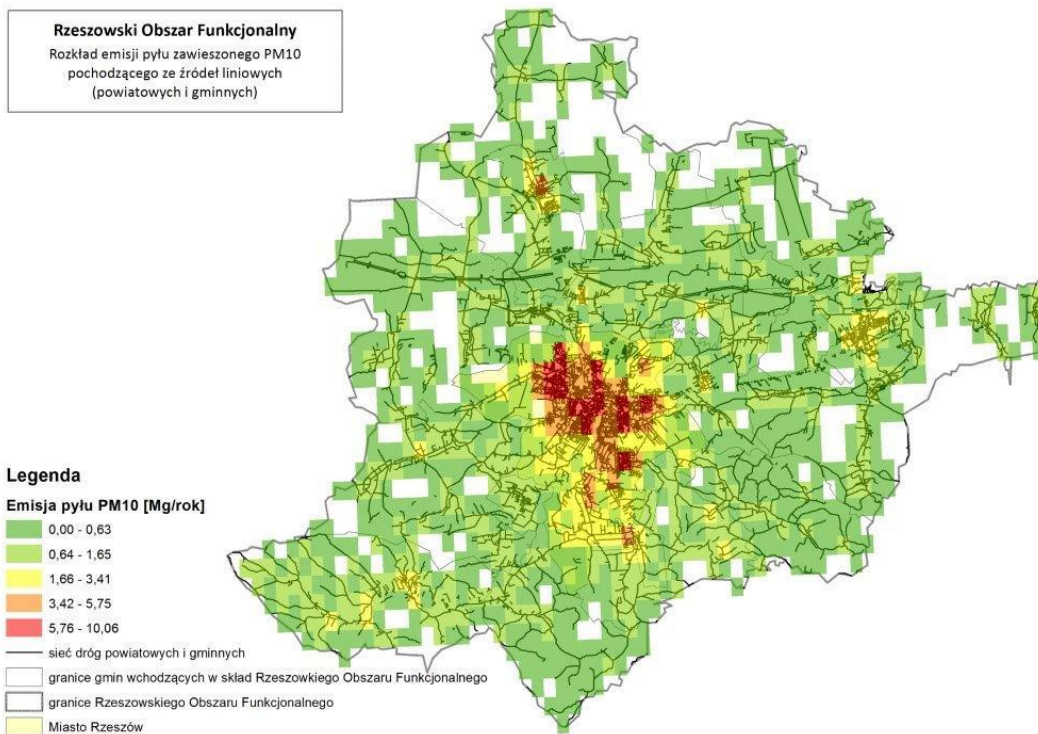 Rzeszowski Obszar Funkcjonalny
Rozkład emisji pyłu zawieszonego PM10
pochodzącego ze źródeł liniowych
(powiatowych i gminnych)
Legenda
Emisja pyłu PM10 [Mg/rok]
0,00 - 0,63
0,64 - 1,65
1,66 - 3,41
3,42 - 5,75
5,76 - 10,06
sieć dróg powiatowych i gminnych
granice gmin wchodzących w skład Rzeszowkiego Obszaru Funkcjonalnego
granice Rzeszowskiego Obszaru Funkcjonalnego
Miasto Rzeszów